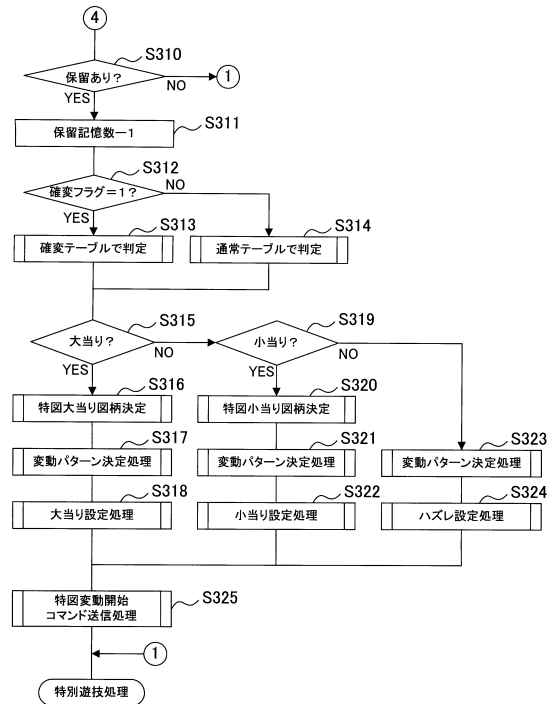 4
S310
保留あり？
NO
1
YES
S311
保留記憶数ー1
S312
確変フラグ＝1？
NO
YES
S313
確変テーブルで判定
S314
通常テーブルで判定
S315
大当り？
NO
YES
S319
小当り？
NO
YES
S316
特図大当り図柄決定
S320
特図小当り図柄決定
S317
変動パターン決定処理
S321
変動パターン決定処理
S323
変動パターン決定処理
S318
大当り設定処理
S322
小当り設定処理
S324
ハズレ設定処理
S325
特図変動開始
コマンド送信処理
1
特別遊技処理